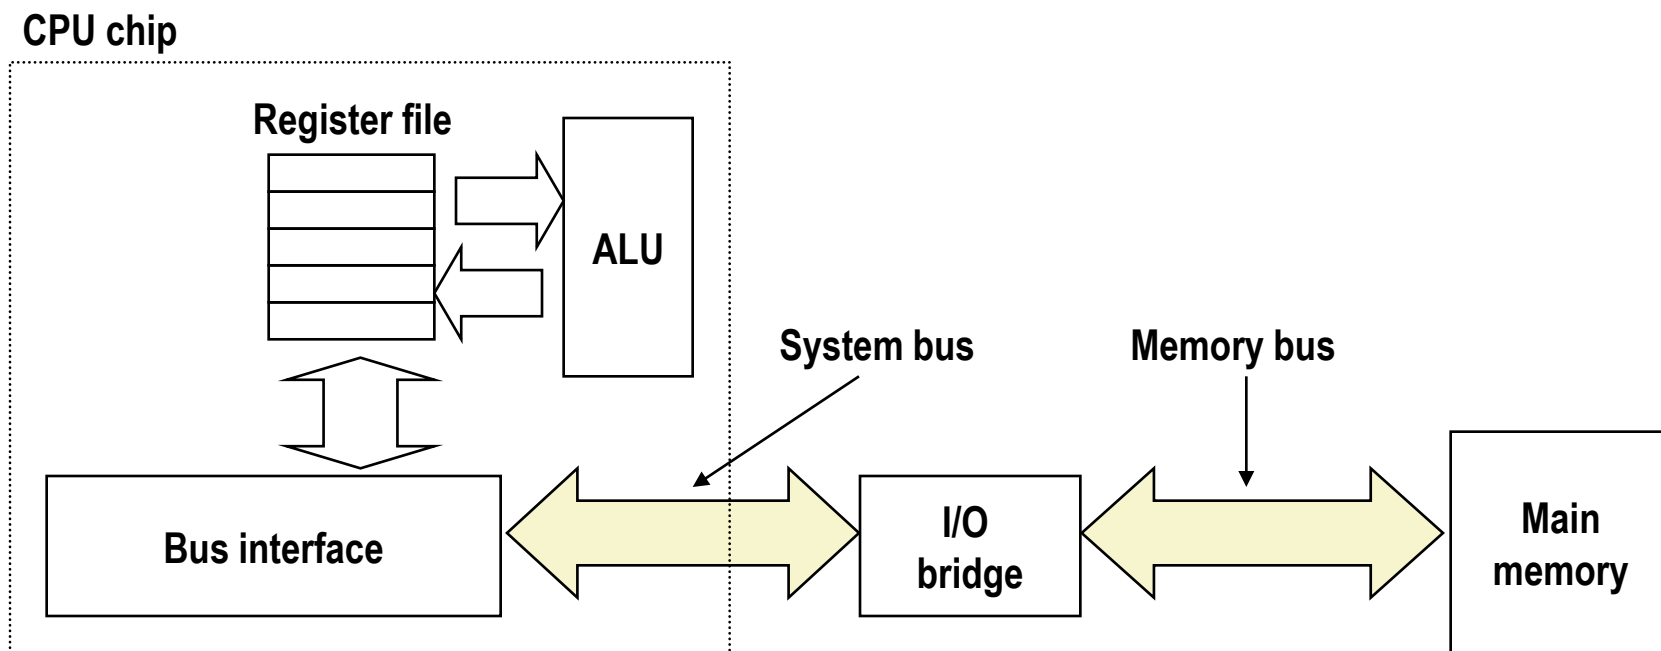 CPU chip
Register file
ALU
System bus
Memory bus
Bus interface
I/O
bridge
Main
memory